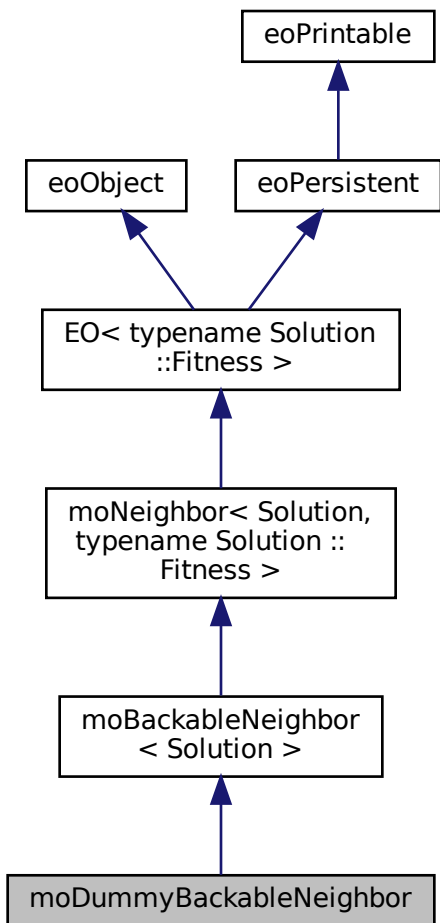 eoPrintable
eoObject
eoPersistent
EO< typename Solution
::Fitness >
moNeighbor< Solution,
typename Solution ::
Fitness >
moBackableNeighbor
< Solution >
moDummyBackableNeighbor